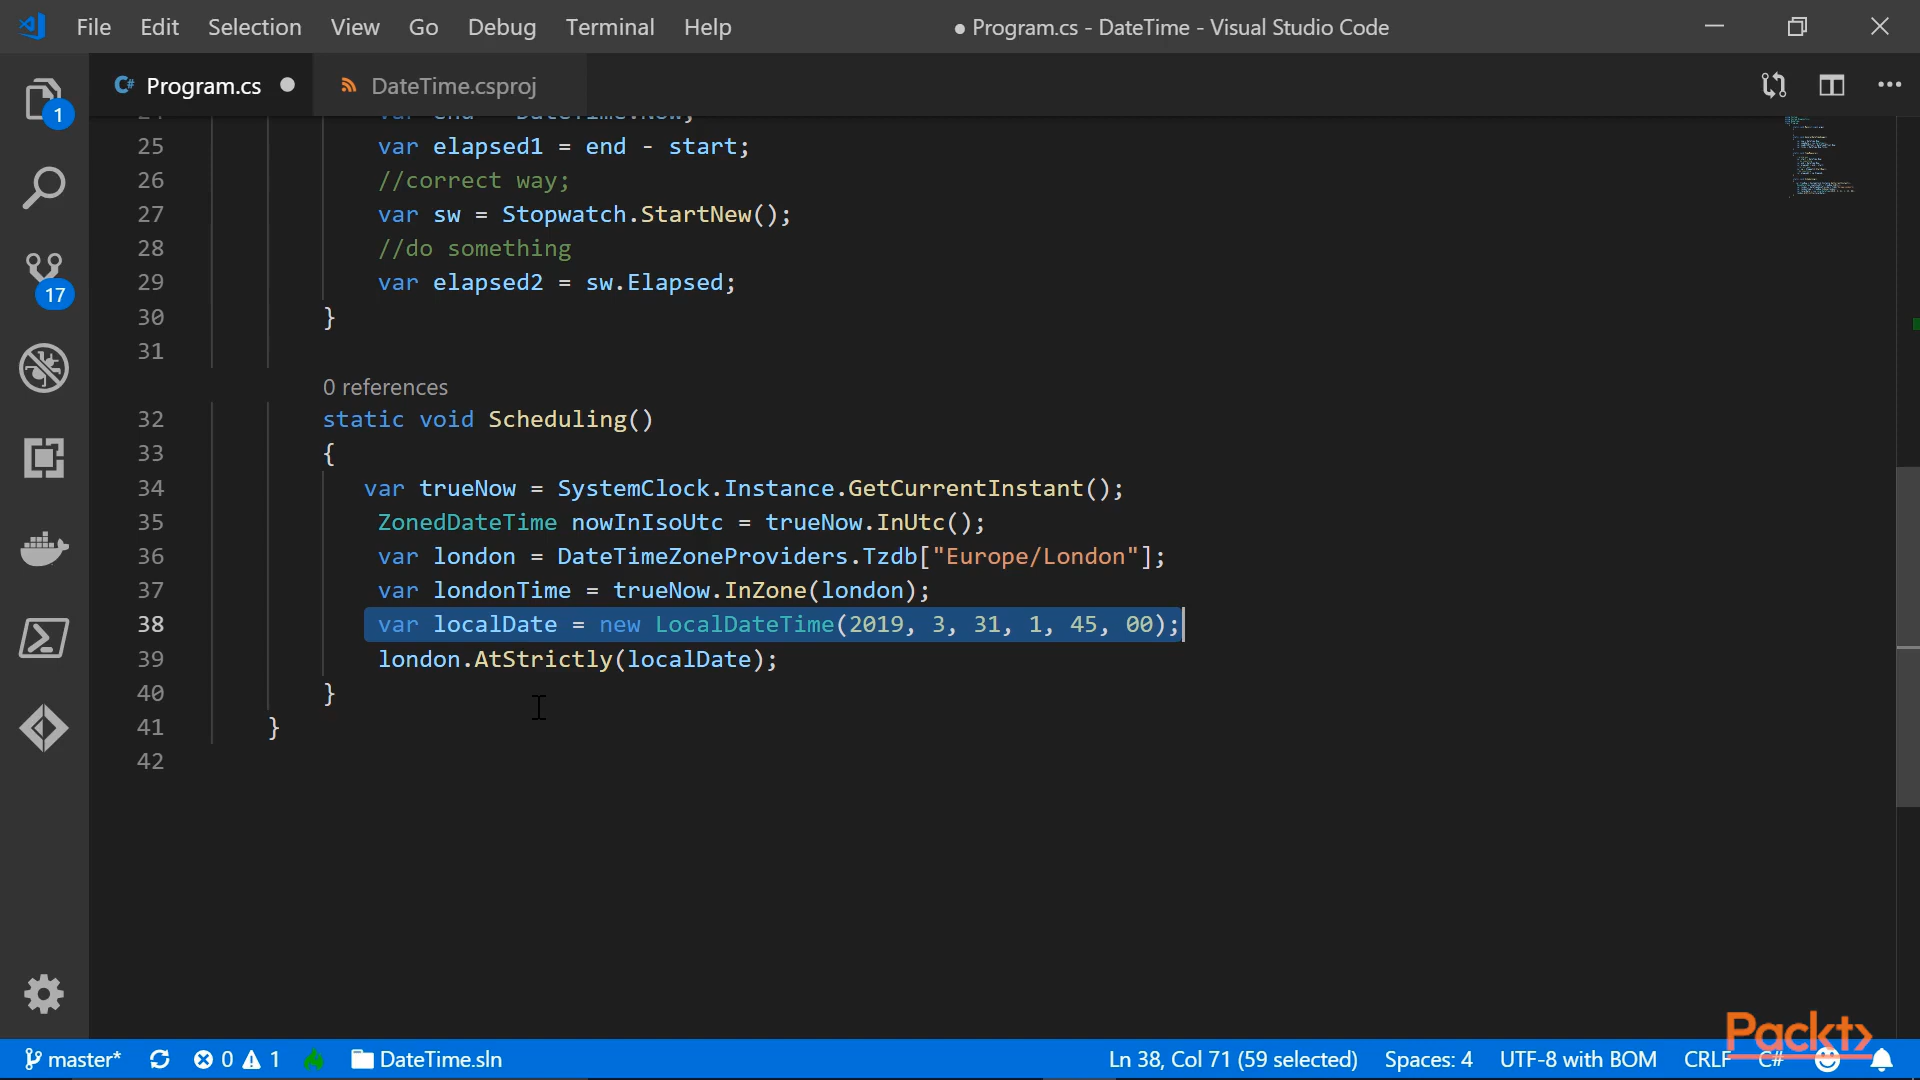 File Edit Selection View Go Debug Terminal Help
● Program.cs - DateTime - Visual Studio Code
C# Program.cs ●
DateTime.csproj
1
17
24 var end = DateTime.Now;
25 var elapsed1 = end - start;
26 //correct way;
27 var sw = Stopwatch.StartNew();
28 //do something
29 var elapsed2 = sw.Elapsed;
30 }
31
0 references
32 static void Scheduling()
33 {
34 var trueNow = SystemClock.Instance.GetCurrentInstant();
35 ZonedDateTime nowInIsoUtc = trueNow.InUtc();
36 var london = DateTimeZoneProviders.Tzdb["Europe/London"];
37 var londonTime = trueNow.InZone(london);
38 var localDate = new LocalDateTime(2019, 3, 31, 1, 45, 00);
39 london.AtStrictly(localDate);
40 }
41 }
42
Packt>
master* 0 1 DateTime.sln Ln 38, Col 71 (59 selected) Spaces: 4 UTF-8 with BOM CRLF C#